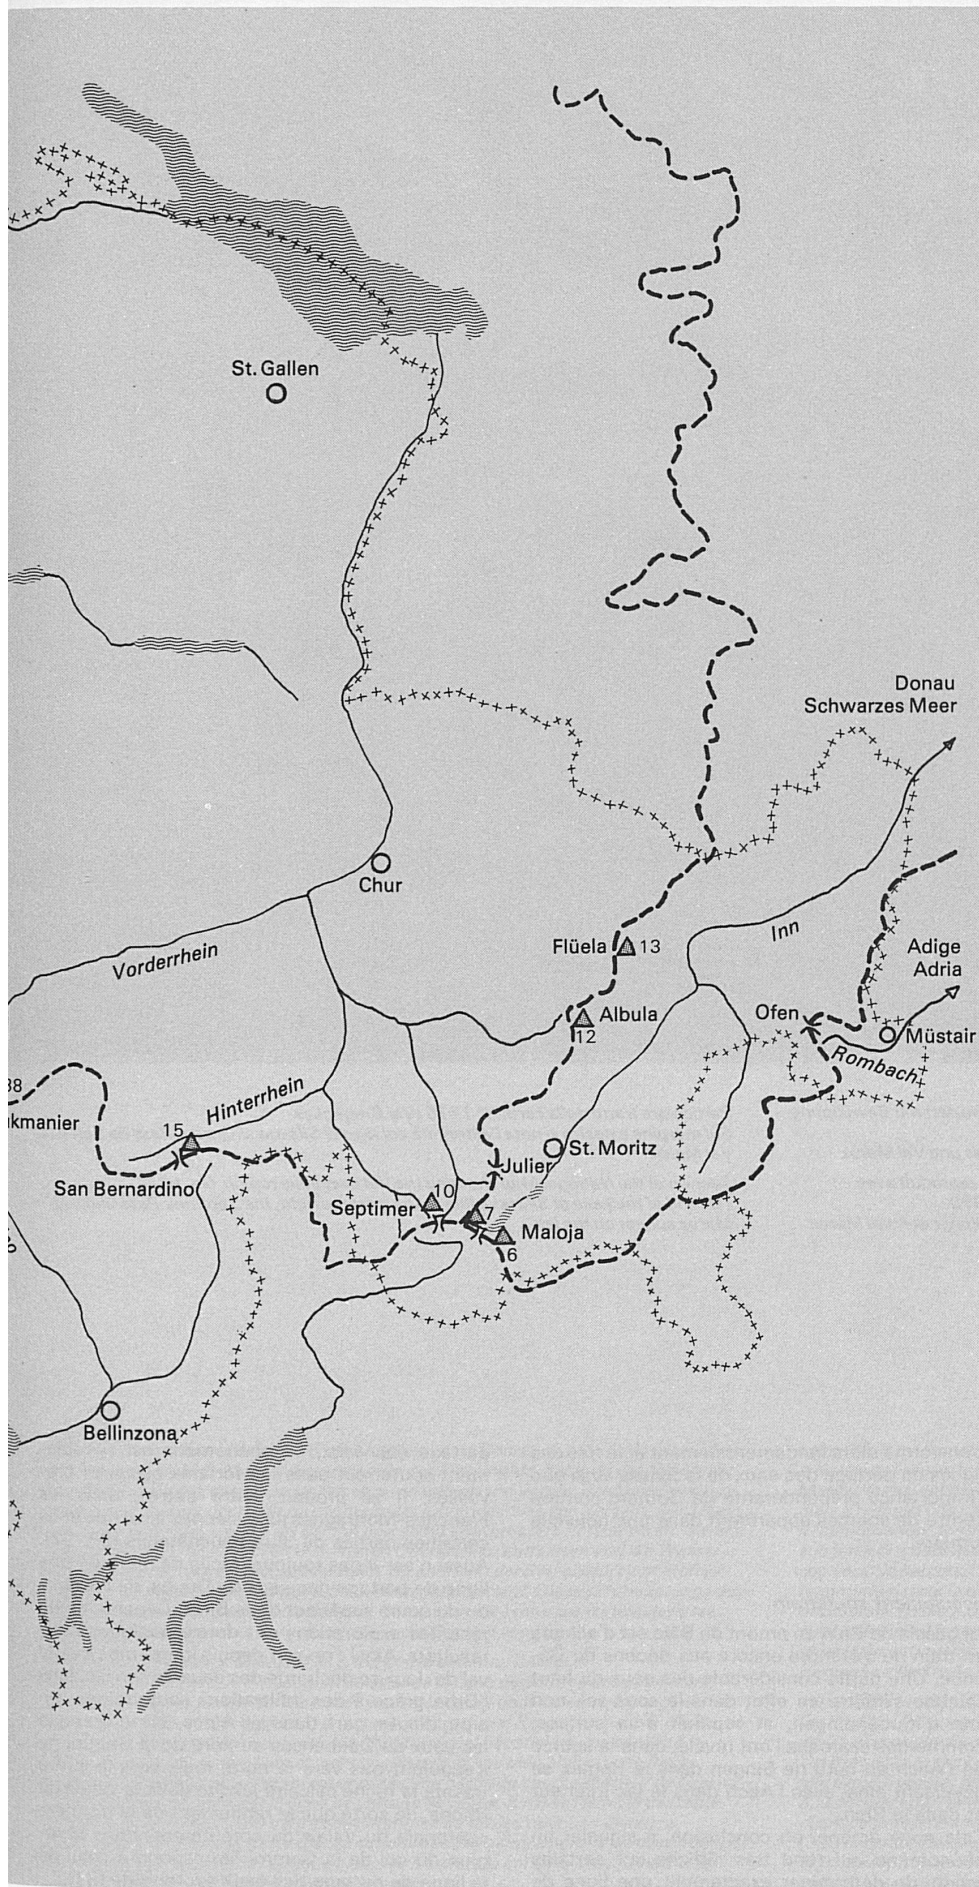 St. Gallen
Donau
Schwarzes Meer
Chur
Vorderrhein
Inn
Flüela
13
Adige
Adria
Albula
12
Ofen
Müstair
Rombach
Hinterrhein
38
kmanier
15
San Bernardino
St. Moritz
Julier
10
Septimer
7
Maloja
6
Bellinzona